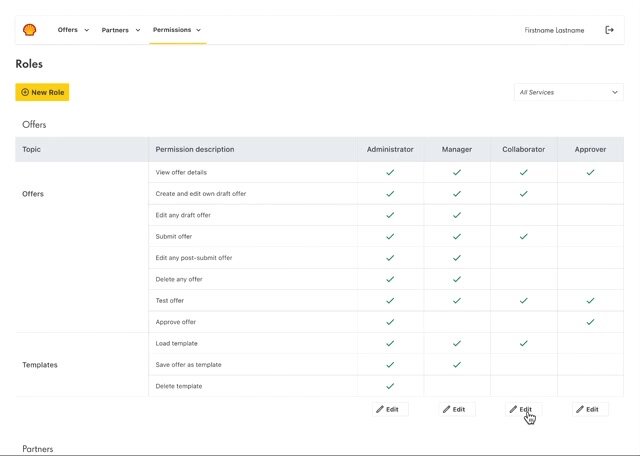 Offers Partners Permissions Firstname Lastname
Roles
New Role All Services
Offers
Topic Permission description Administrator Manager Collaborator Approver
View offer details
Offers Create and edit own draft offer
Edit any draft offer
Submit offer
Edit any post-submit offer
Delete any offer
Test offer
Approve offer
Load template
Templates Save offer as template
Delete template
Edit Edit Edit Edit
Partners